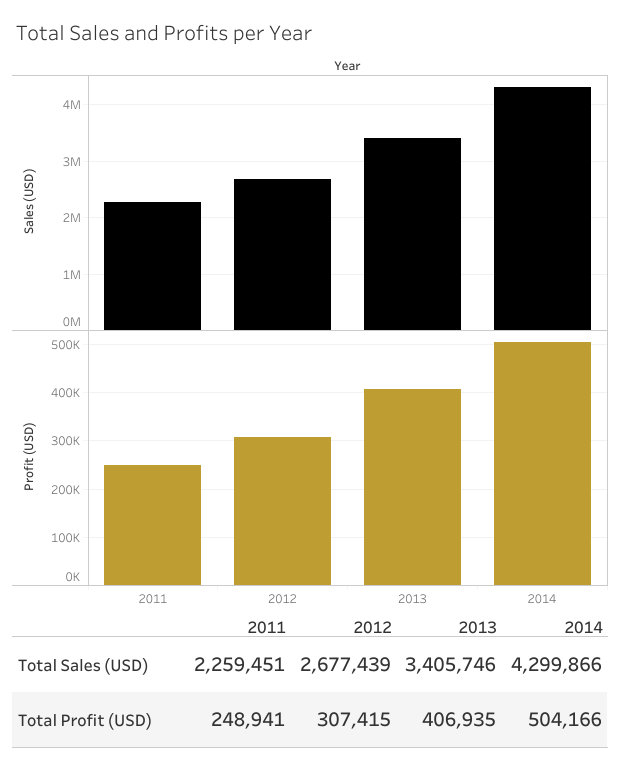 Total Sales and Profits per Year
Year
Sales (USD)
4M
3M
2M
1M
0M
Profit (USD)
500K
400K
300K
200K
100K
0K
2011 2012 2013 2014
2011 2012 2013 2014
Total Sales (USD) 2,259,451 2,677,439 3,405,746 4,299,866
Total Profit (USD) 248,941 307,415 406,935 504,166